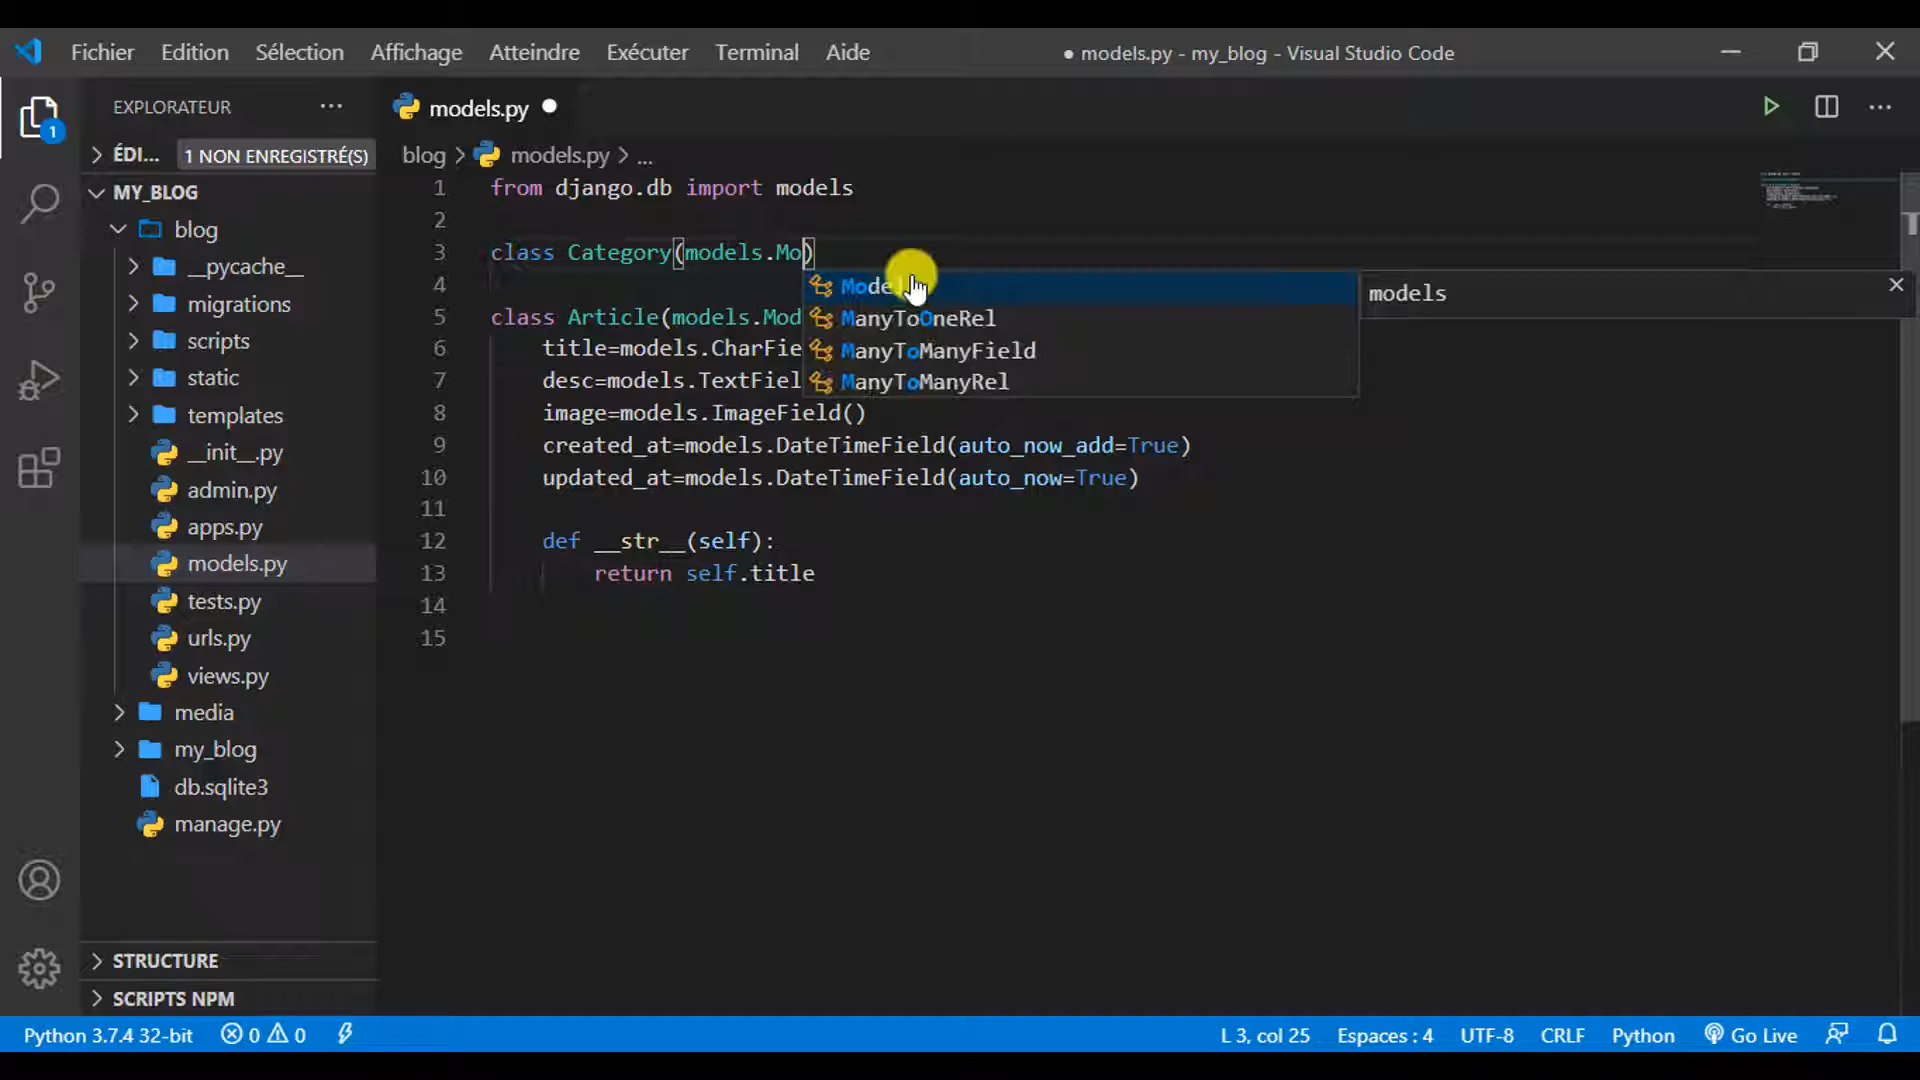 Fichier Edition Sélection Affichage Atteindre Exécuter Terminal Aide
● models.py - my_blog - Visual Studio Code
EXPLORATEUR ...
1
ÉDI... 1 NON ENREGISTRÉ(S)
MY_BLOG
blog
__pycache__
migrations
scripts
static
templates
__init__.py
admin.py
apps.py
models.py
tests.py
urls.py
views.py
media
my_blog
db.sqlite3
manage.py
STRUCTURE
SCRIPTS NPM
models.py ●
blog > models.py > ...
1 from django.db import models
2
3 class Category(models.Mo)
4
5 class Article(models.Mod
6 title=models.CharFie
7 desc=models.TextFiel
8 image=models.ImageField()
9 created_at=models.DateTimeField(auto_now_add=True)
10 updated_at=models.DateTimeField(auto_now=True)
11
12 def __str__(self):
13 return self.title
14
15
Model
ManyToOneRel
ManyToManyField
ManyToManyRel
models
Python 3.7.4 32-bit 0 0 L 3, col 25 Espaces : 4 UTF-8 CRLF Python Go Live